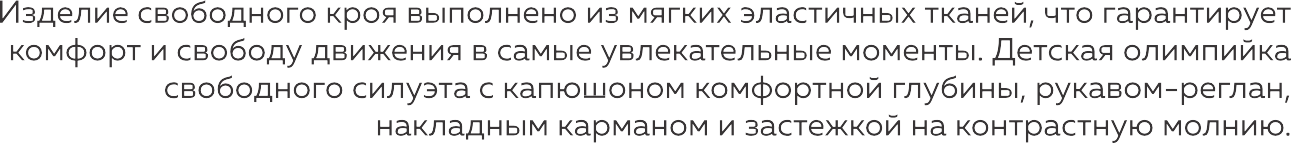 Изделие свободного кроя выполнено из мягких эластичных тканей, что гарантирует
комфорт и свободу движения в самые увлекательные моменты. Детская олимпийка
свободного силуэта с капюшоном комфортной глубины, рукавом-реглан,
накладным карманом и застежкой на контрастную молнию.